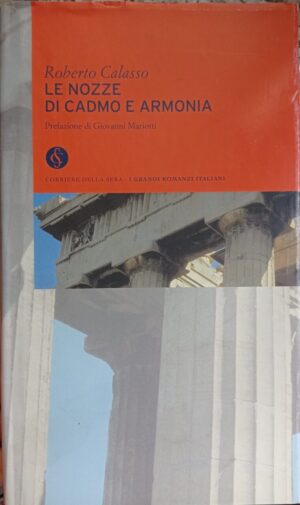 Roberto Calasso
LE NOZZE
DI CADMO E ARMONIA
Prefazione di Giovanni Mariotti
CORRIERE DELLA SERA - I GRANDI ROMANZI ITALIANI